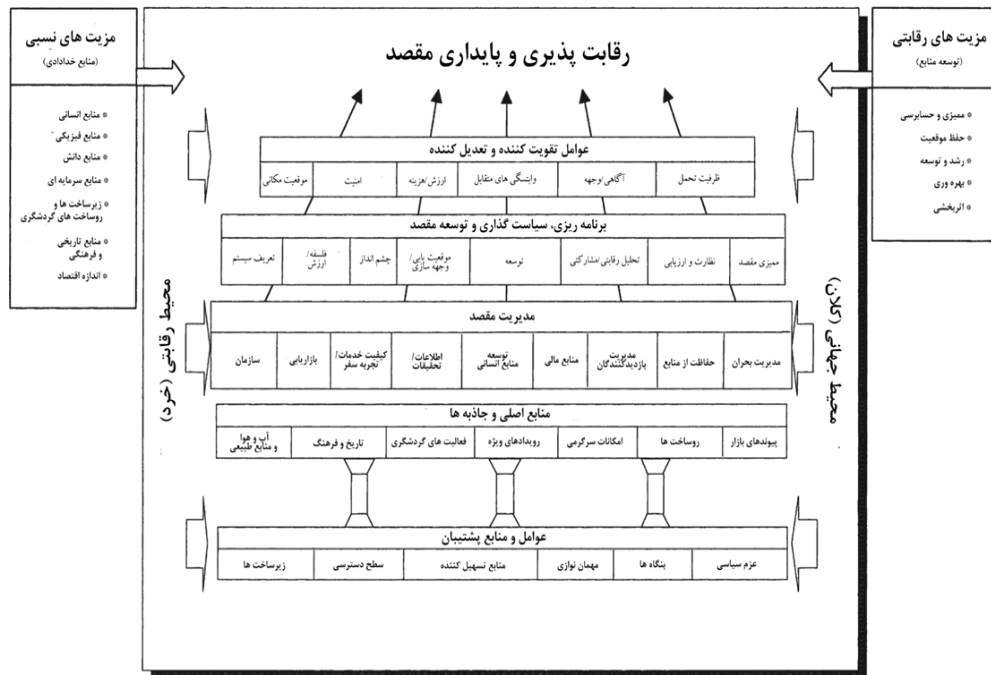 رقابت پذیری و پایداری مقصد
مزیت های رقابتی
(توسعه منابع)
* ممیزی و حسابرسی
* حفظ موقعیت
* رشد و توسعه
* بهره وری
* اثربخشی
مزیت های نسبی
(منابع خدادادی)
* منابع انسانی
* منابع فیزیکی
* منابع دانش
* منابع سرمایه ای
* زیرساخت ها و
روساخت های گردشگری
* منابع تاریخی
و فرهنگی
* اندازه اقتصاد
محیط جهانی (کلان)
محیط رقابتی (خرد)
عوامل تقویت کننده و تعدیل کننده
ظرفیت تحمل
آگاهی/وجهه
وابستگی های متقابل
ارزش/هزینه
امنیت
موقعیت مکانی
برنامه ریزی، سیاست گذاری و توسعه مقصد
ممیزی مقصد
نظارت و ارزیابی
تحلیل رقابتی/مشارکتی
توسعه
موقعیت یابی/
وجهه سازی
چشم انداز
فلسفه/
ارزش
تعریف سیستم
مدیریت مقصد
مدیریت بحران
حفاظت از منابع
مدیریت
بازدیدکنندگان
منابع مالی
توسعه
منابع انسانی
اطلاعات/
تحقیقات
کیفیت خدمات/
تجربه سفر
بازاریابی
سازمان
منابع اصلی و جاذبه ها
پیوندهای بازار
روساخت ها
امکانات سرگرمی
رویدادهای ویژه
فعالیت های گردشگری
تاریخ و فرهنگ
آب و هوا
و منابع طبیعی
عوامل و منابع پشتیبان
عزم سیاسی
بنگاه ها
مهمان نوازی
منابع تسهیل کننده
سطح دسترسی
زیرساخت ها